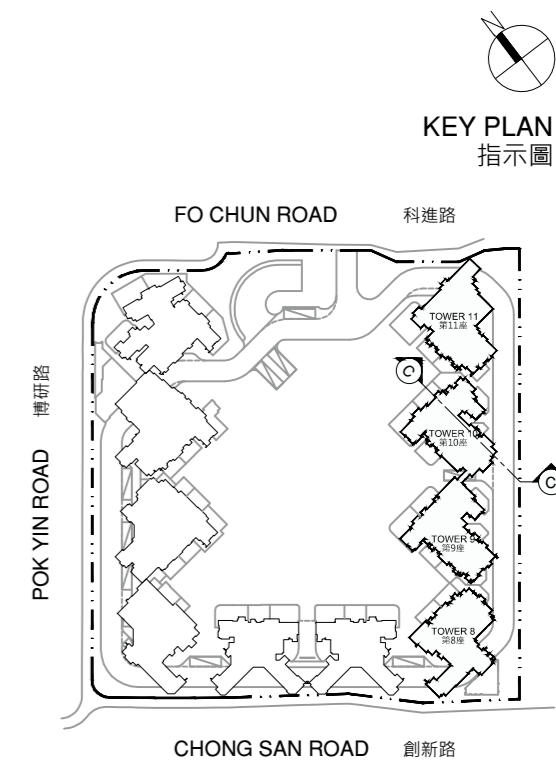 KEY PLAN
指示圖
FO CHUN ROAD 科進路
POK YIN ROAD 博研路
TOWER 11
第11座
C
TOWER 10
第10座
C
TOWER 9
第9座
TOWER 8
第8座
CHONG SAN ROAD 創新路